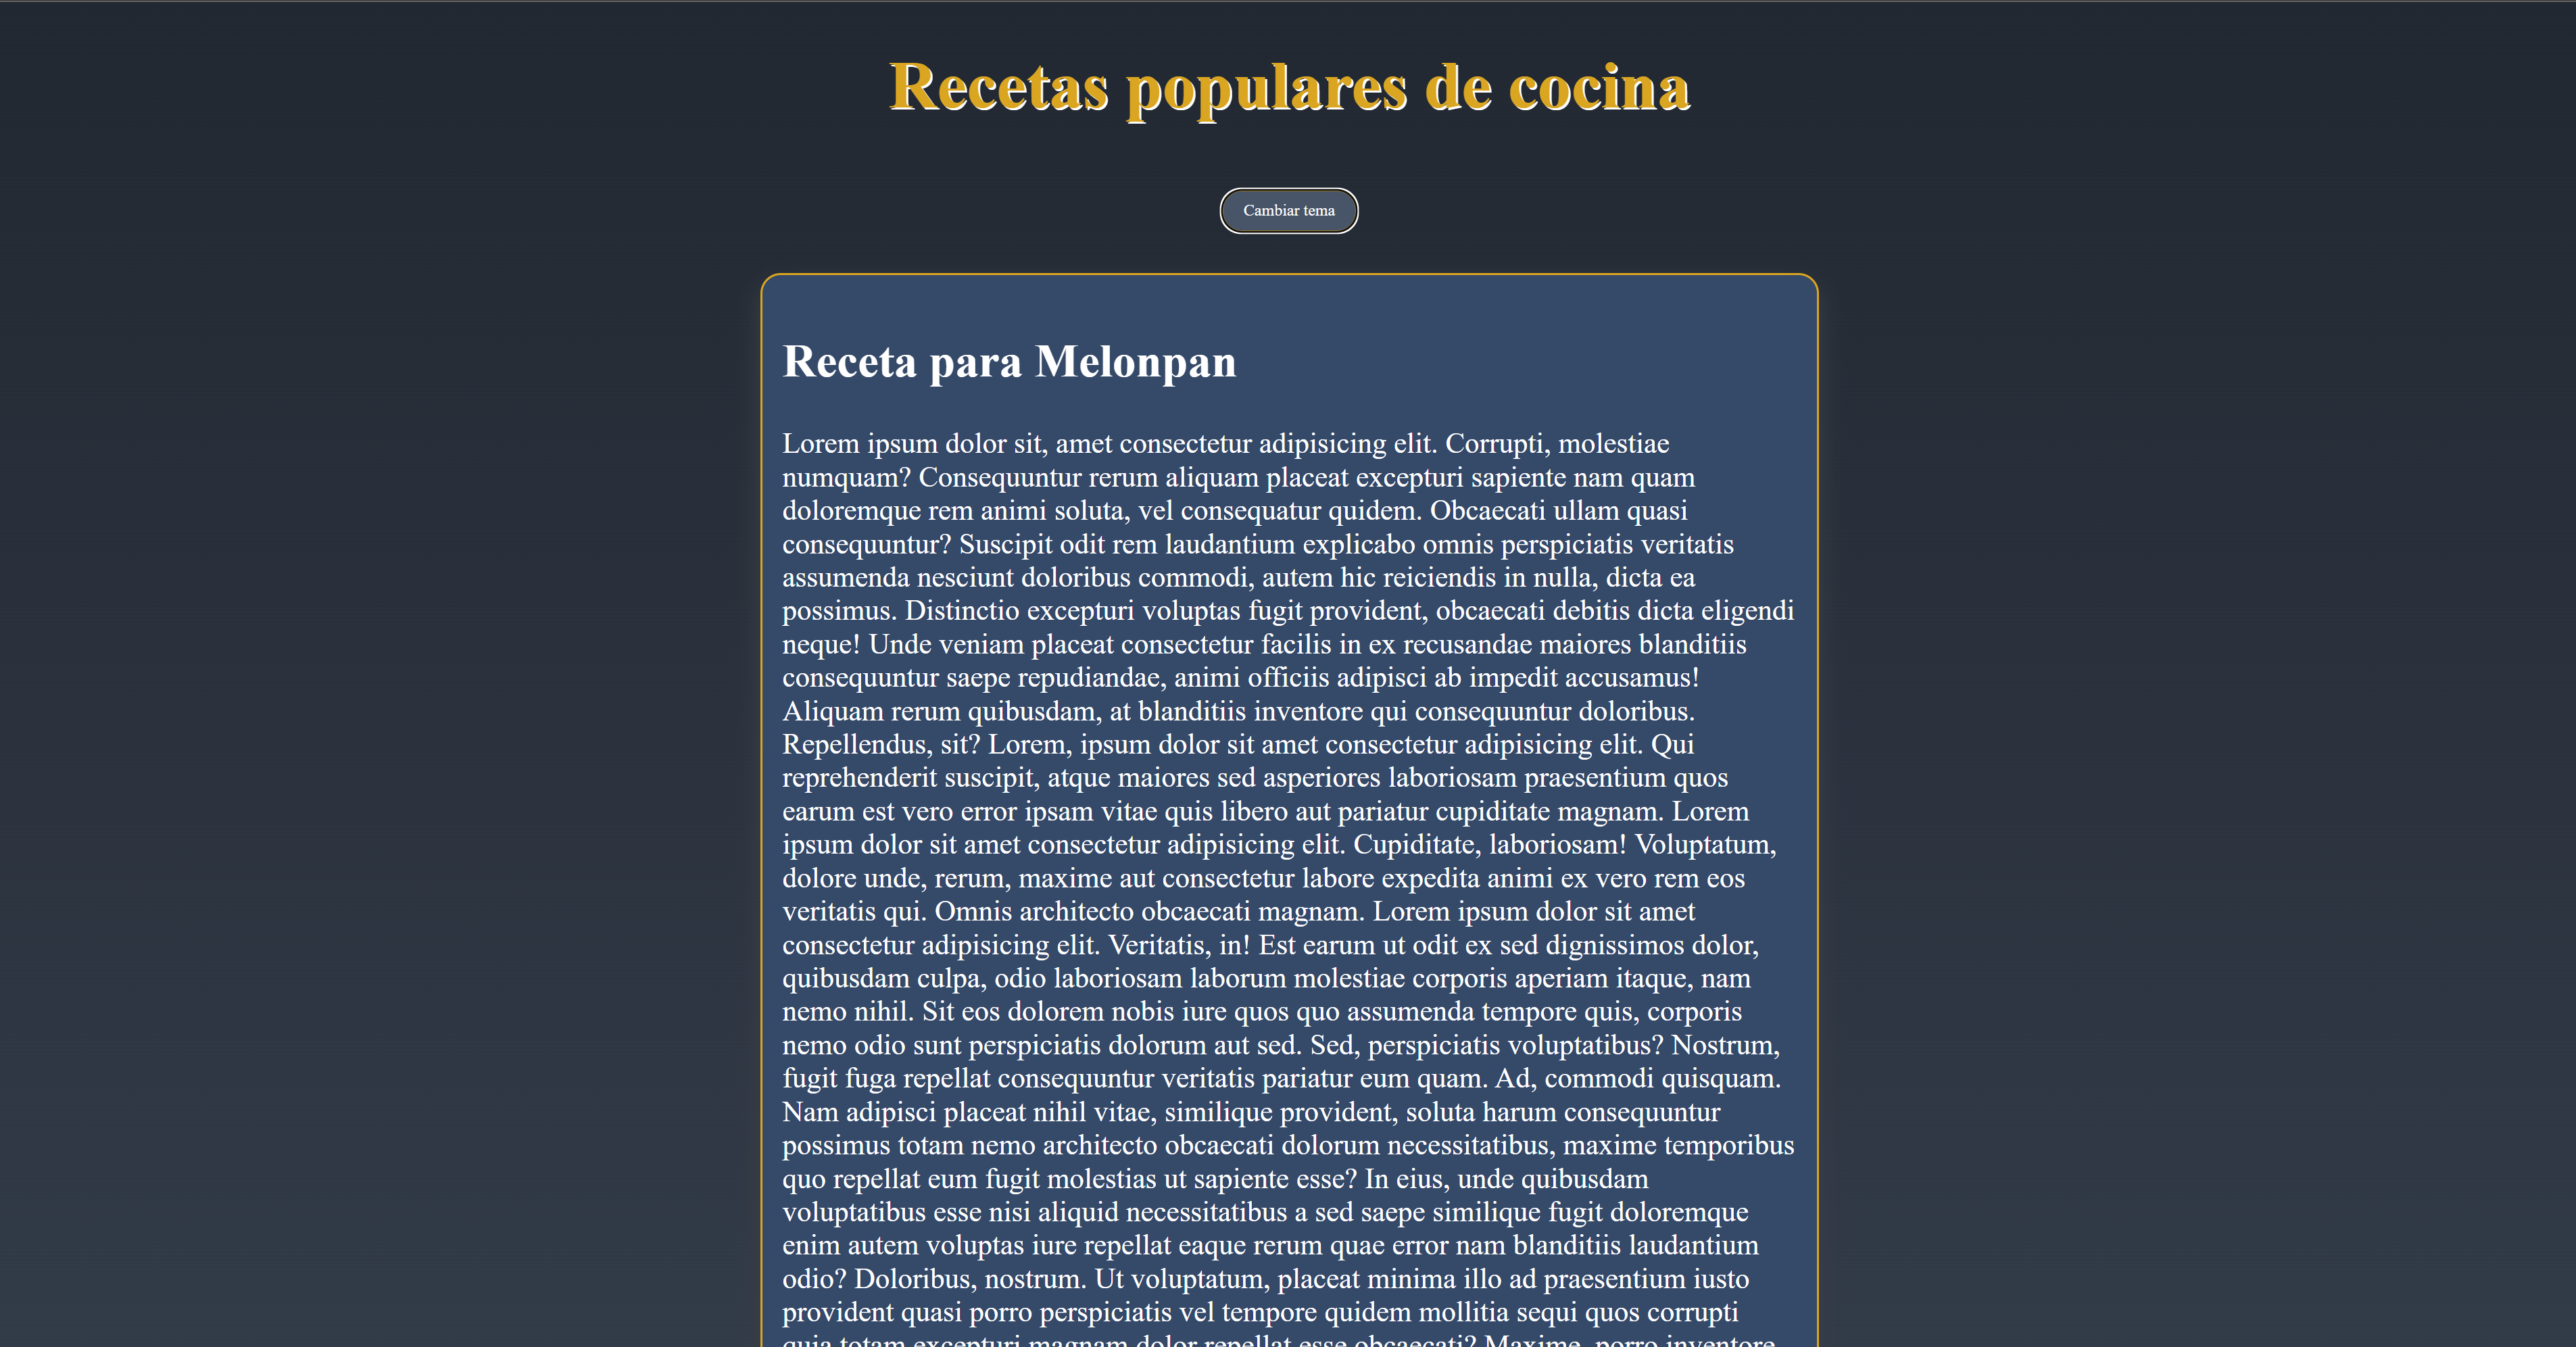 Recetas populares de cocina
Cambiar tema
Receta para Melonpan
Lorem ipsum dolor sit, amet consectetur adipisicing elit. Corrupti, molestiae
numquam? Consequuntur rerum aliquam placeat excepturi sapiente nam quam
doloremque rem animi soluta, vel consequatur quidem. Obcaecati ullam quasi
consequuntur? Suscipit odit rem laudantium explicabo omnis perspiciatis veritatis
assumenda nesciunt doloribus commodi, autem hic reiciendis in nulla, dicta ea
possimus. Distinctio excepturi voluptas fugit provident, obcaecati debitis dicta eligendi
neque! Unde veniam placeat consectetur facilis in ex recusandae maiores blanditiis
consequuntur saepe repudiandae, animi officiis adipisci ab impedit accusamus!
Aliquam rerum quibusdam, at blanditiis inventore qui consequuntur doloribus.
Repellendus, sit? Lorem, ipsum dolor sit amet consectetur adipisicing elit. Qui
reprehenderit suscipit, atque maiores sed asperiores laboriosam praesentium quos
earum est vero error ipsam vitae quis libero aut pariatur cupiditate magnam. Lorem
ipsum dolor sit amet consectetur adipisicing elit. Cupiditate, laboriosam! Voluptatum,
dolore unde, rerum, maxime aut consectetur labore expedita animi ex vero rem eos
veritatis qui. Omnis architecto obcaecati magnam. Lorem ipsum dolor sit amet
consectetur adipisicing elit. Veritatis, in! Est earum ut odit ex sed dignissimos dolor,
quibusdam culpa, odio laboriosam laborum molestiae corporis aperiam itaque, nam
nemo nihil. Sit eos dolorem nobis iure quos quo assumenda tempore quis, corporis
nemo odio sunt perspiciatis dolorum aut sed. Sed, perspiciatis voluptatibus? Nostrum,
fugit fuga repellat consequuntur veritatis pariatur eum quam. Ad, commodi quisquam.
Nam adipisci placeat nihil vitae, similique provident, soluta harum consequuntur
possimus totam nemo architecto obcaecati dolorum necessitatibus, maxime temporibus
quo repellat eum fugit molestias ut sapiente esse? In eius, unde quibusdam
voluptatibus esse nisi aliquid necessitatibus a sed saepe similique fugit doloremque
enim autem voluptas iure repellat eaque rerum quae error nam blanditiis laudantium
odio? Doloribus, nostrum. Ut voluptatum, placeat minima illo ad praesentium iusto
provident quasi porro perspiciatis vel tempore quidem mollitia sequi quos corrupti
quia totam excepturi magnam dolor repellat esse obcaecati? Maxime, porro inventore